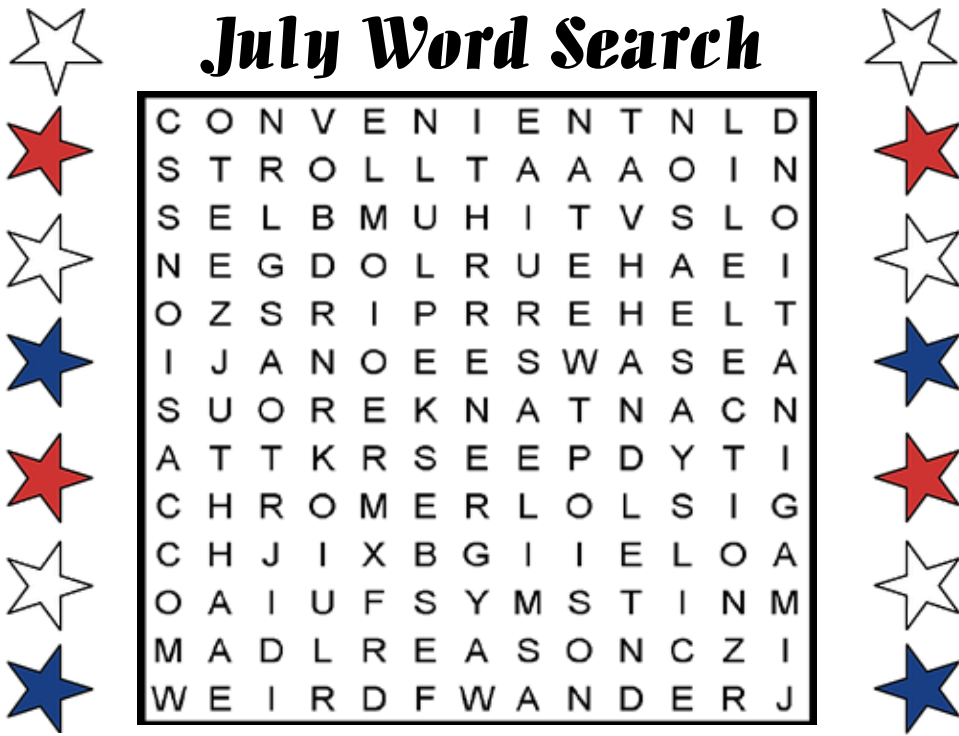 July Word Search
C O N V E N I E N T N L D
S T R O L L T A A A O I N
S E L B M U H I T V S L O
N E G D O L R U E H A E I
O Z S R I P R R E H E L T
I J A N O E E S W A S E A
S U O R E K N A T N A C N
A T T K R S E E P D Y T I
C H R O M E R L O L S I G
C H J I X B G I I E L O A
O A I U F S Y M S T I N M
M A D L R E A S O N C Z I
W E I R D F W A N D E R J